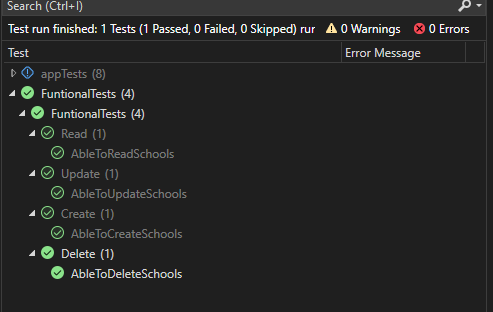 Search (Ctrl+I)
Test run finished: 1 Tests (1 Passed, 0 Failed, 0 Skipped) run 0 Warnings 0 Errors
Test Error Message
appTests (8)
FuntionalTests (4)
FuntionalTests (4)
Read (1)
AbleToReadSchools
Update (1)
AbleToUpdateSchools
Create (1)
AbleToCreateSchools
Delete (1)
AbleToDeleteSchools